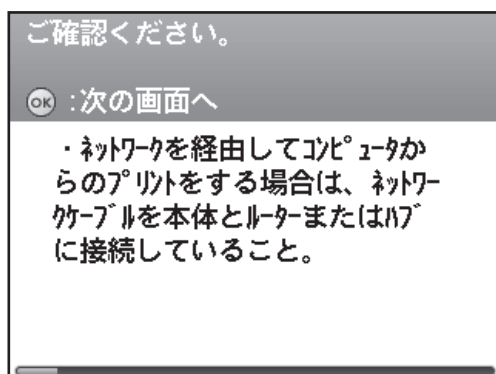 ご確認ください。
OK :次の画面へ
・ﾈｯﾄﾜｰｸを経由してｺﾝﾋﾟｭｰﾀか
らのﾌﾟﾘﾝﾄをする場合は、ﾈｯﾄﾜｰ
ｸｹｰﾌﾞﾙを本体とﾙｰﾀｰまたはﾊﾌﾞ
に接続していること。